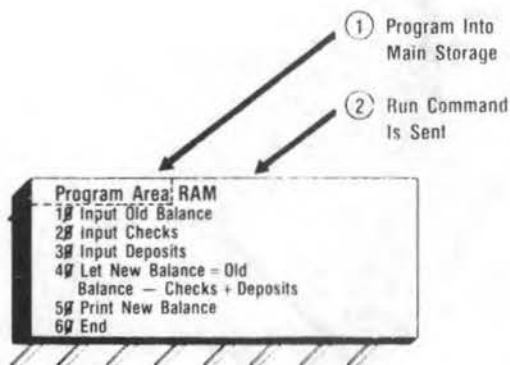 ① Program Into
Main Storage
② Run Command
Is Sent
Program Area RAM
10 Input Old Balance
20 Input Checks
30 Input Deposits
40 Let New Balance = Old
Balance — Checks + Deposits
50 Print New Balance
60 End